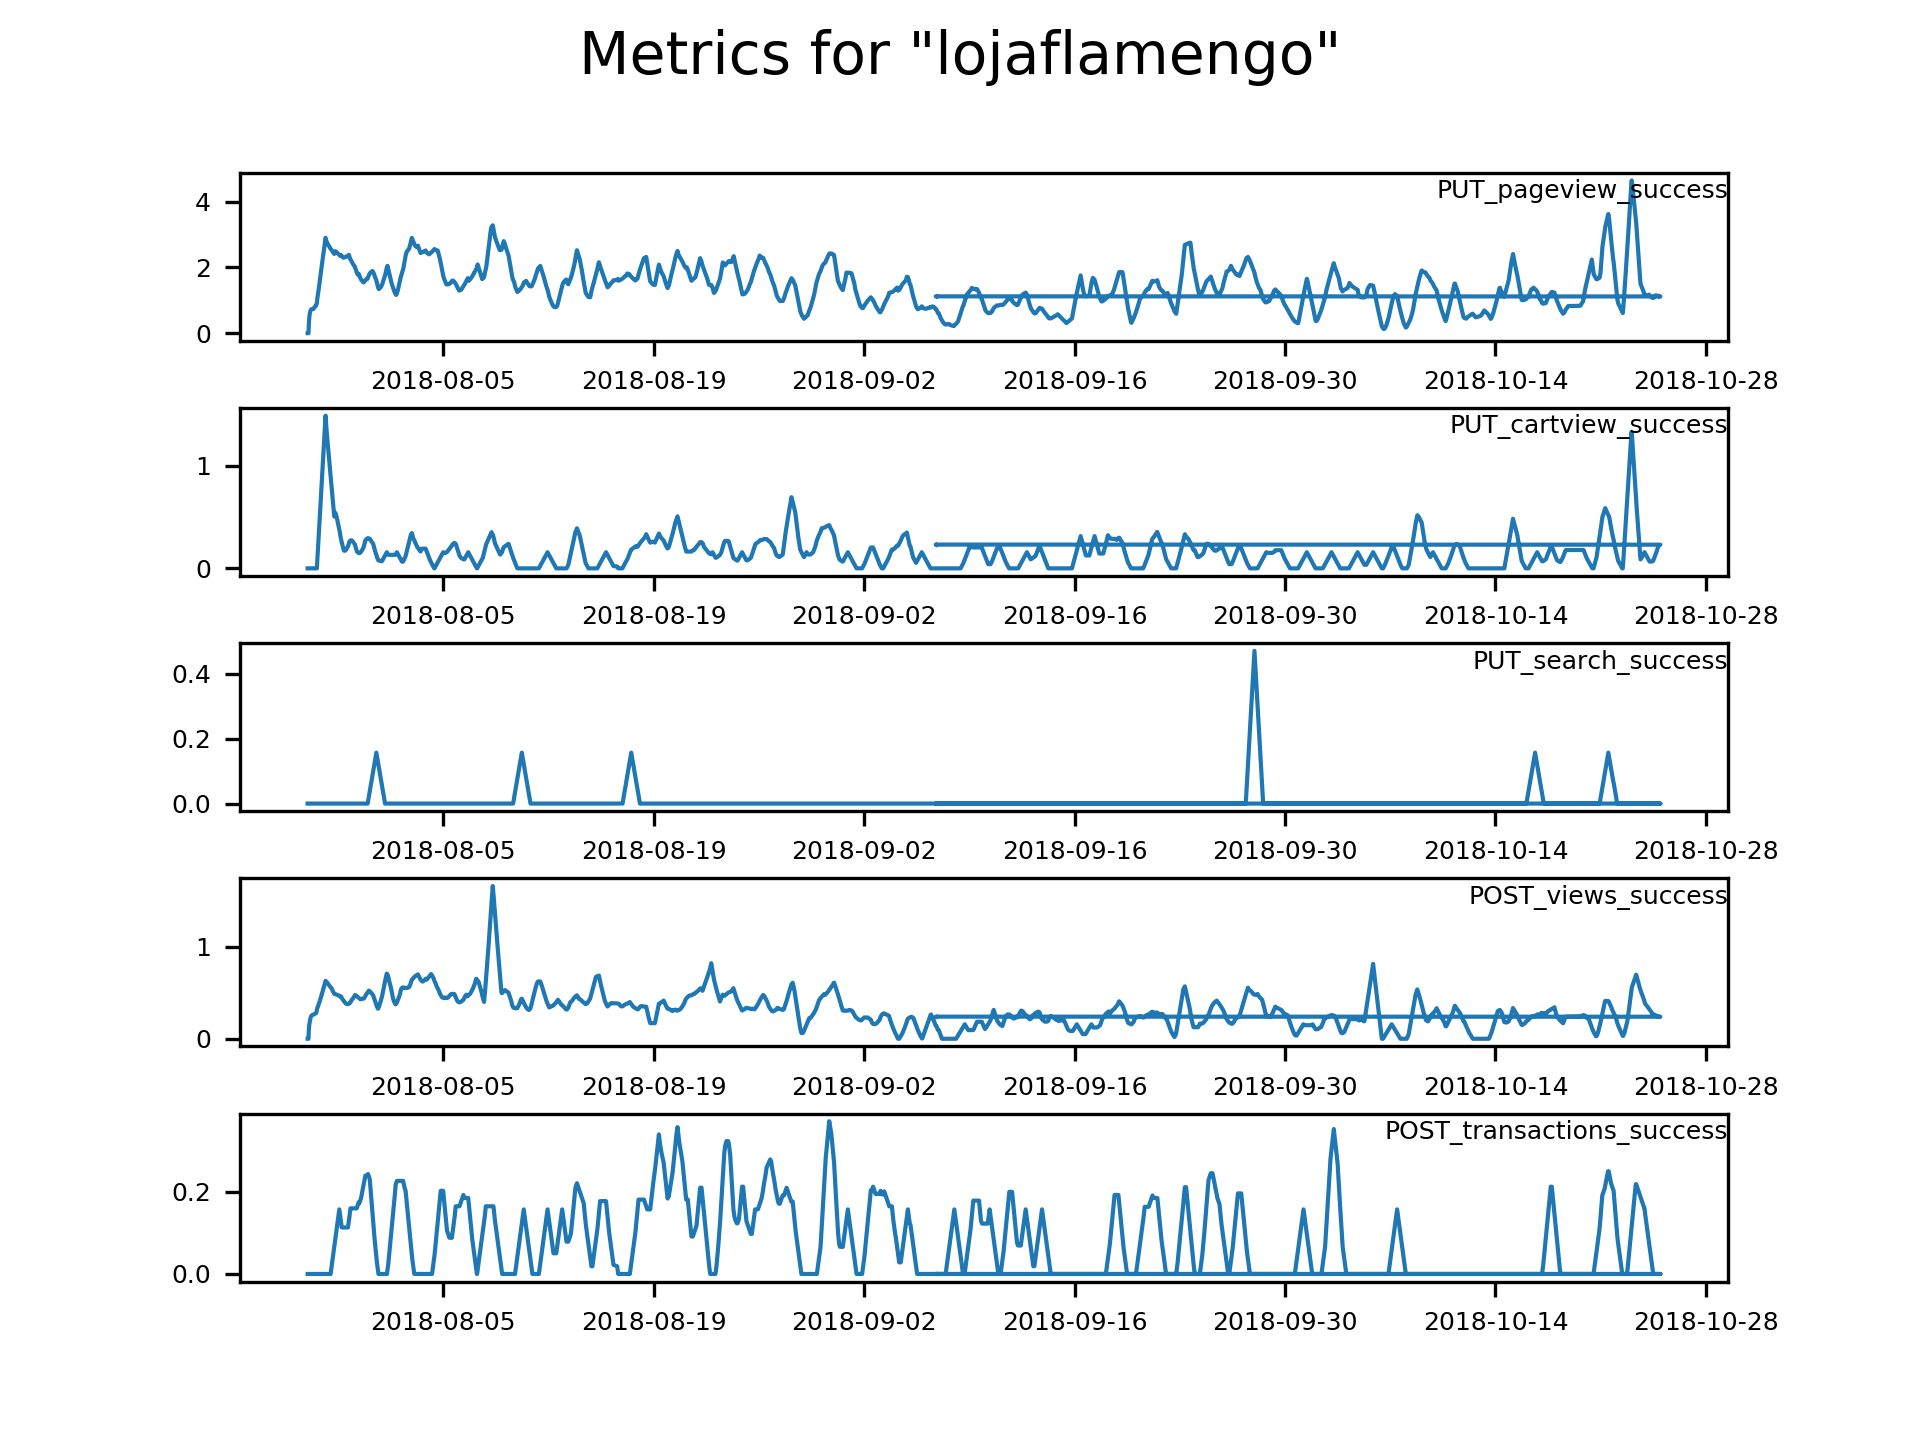 Metrics for "lojaflamengo"
PUT_pageview_success
4
2
0
2018-08-05 2018-08-19 2018-09-02 2018-09-16 2018-09-30 2018-10-14 2018-10-28
PUT_cartview_success
1
0
2018-08-05 2018-08-19 2018-09-02 2018-09-16 2018-09-30 2018-10-14 2018-10-28
PUT_search_success
0.4
0.2
0.0
2018-08-05 2018-08-19 2018-09-02 2018-09-16 2018-09-30 2018-10-14 2018-10-28
POST_views_success
1
0
2018-08-05 2018-08-19 2018-09-02 2018-09-16 2018-09-30 2018-10-14 2018-10-28
POST_transactions_success
0.2
0.0
2018-08-05 2018-08-19 2018-09-02 2018-09-16 2018-09-30 2018-10-14 2018-10-28